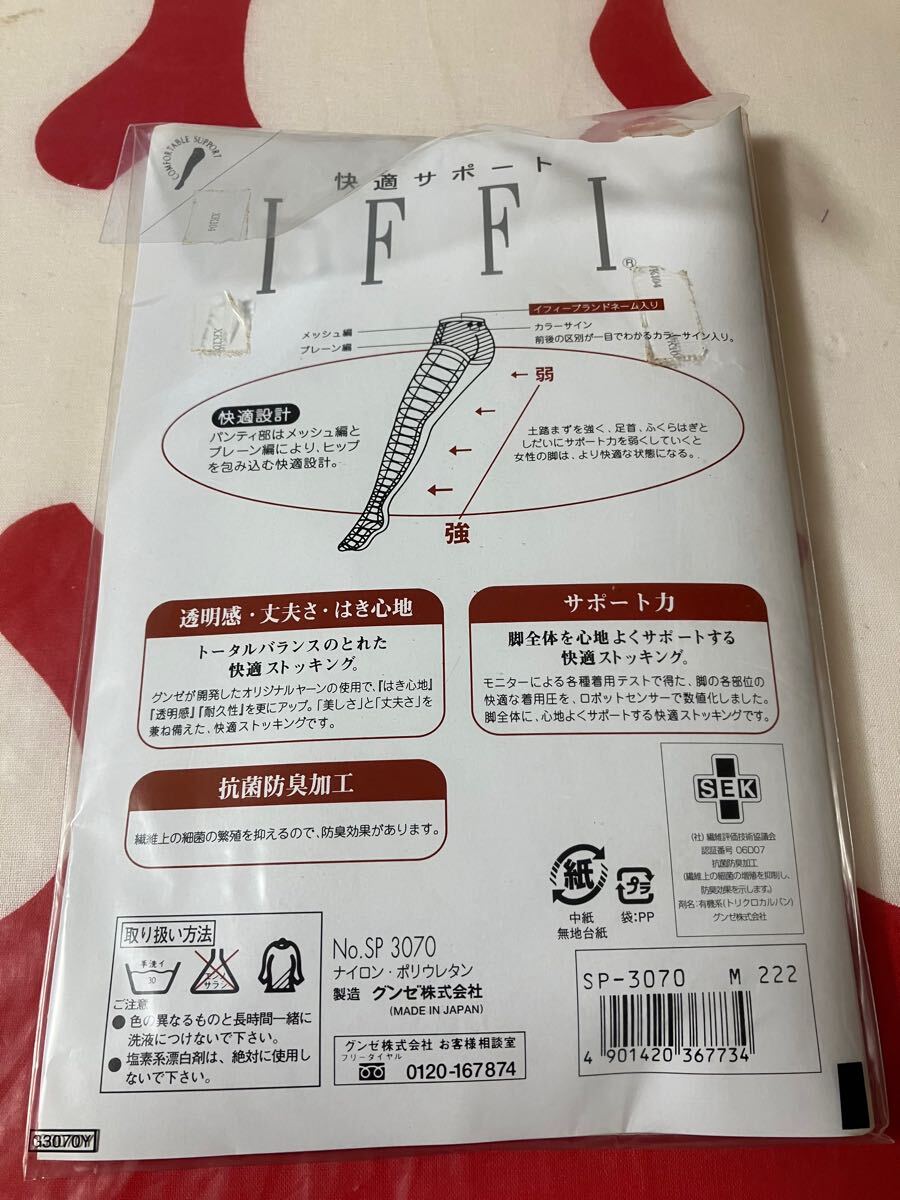 COMFORTABLE SUPPORT
快適サポート
IFFI®
XK104
メッシュ編
プレーン編
イフィーブランドネーム入り
カラーサイン
前後の区別が一目でわかるカラーサイン入り。
弱
快適設計
パンティ部はメッシュ編と
プレーン編により、ヒップ
を包み込む快適設計。
土踏まずを強く、足首、ふくらはぎと
しだいにサポート力を弱くしていくと
女性の脚は、より快適な状態になる。
強
透明感・丈夫さ・はき心地
トータルバランスのとれた
快適ストッキング。
グンゼが開発したオリジナルヤーンの使用で、『はき心地』
『透明感』『耐久性』を更にアップ。「美しさ」と「丈夫さ」を
兼ね備えた、快適ストッキングです。
サポート力
脚全体を心地よくサポートする
快適ストッキング。
モニターによる各種着用テストで得た、脚の各部位の
快適な着用圧を、ロボットセンサーで数値化しました。
脚全体に、心地よくサポートする快適ストッキングです。
抗菌防臭加工
繊維上の細菌の繁殖を抑えるので、防臭効果があります。
SEK
(社)繊維評価技術協議会
認証番号 06D07
抗菌防臭加工
(繊維上の細菌の増殖を抑制し、
防臭効果を示します。)
剤名:有機系(トリクロカルバン)
グンゼ株式会社
紙
中紙
無地台紙
プラ
袋:PP
取り扱い方法
手洗イ
30
エンソ
サラシ
ご注意
●色の異なるものと長時間一緒に
洗液につけないで下さい。
●塩素系漂白剤は、絶対に使用し
ないで下さい。
No.SP 3070
ナイロン・ポリウレタン
製造 グンゼ株式会社
(MADE IN JAPAN)
グンゼ株式会社 お客様相談室
フリーダイヤル
0120-167874
SP-3070 M 222
4 901420 367734